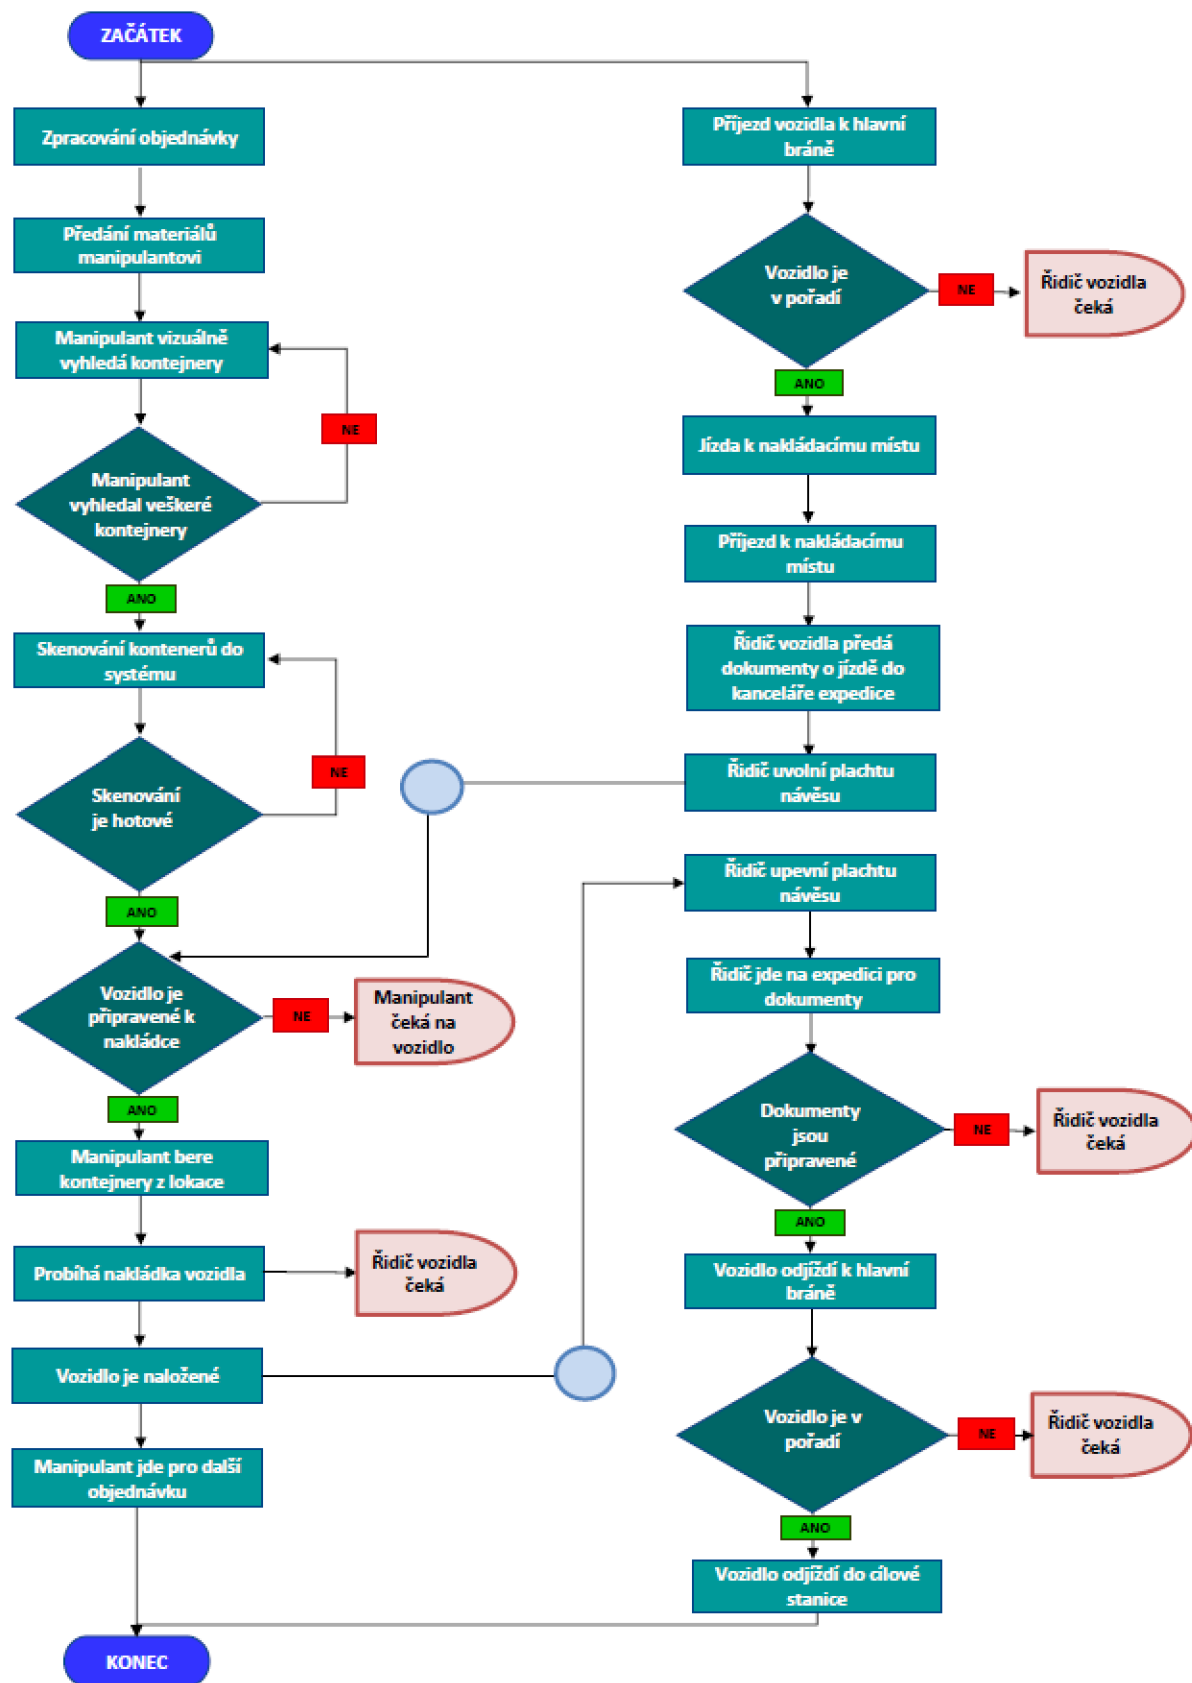 ZAČÁTEK
Zpracování objednávky
Předání materiálů
manipulantovi
Manipulant vizuálně
vyhledá kontejnery
NE
Manipulant
vyhledal veškeré
kontejnery
ANO
Skenování kontenerů do
systému
NE
Skenování
je hotové
ANO
Vozidlo je
připravené k
nakládce
NE
Manipulant
čeká na
vozidlo
ANO
Manipulant bere
kontejnery z lokace
Probíhá nakládka vozidla
Řidič vozidla
čeká
Vozidlo je naložené
Manipulant jde pro další
objednávku
KONEC
Příjezd vozidla k hlavní
bráně
Vozidlo je
v pořadí
NE
Řidič vozidla
čeká
ANO
Jízda k nakládacímu místu
Příjezd k nakládacímu
místu
Řidič vozidla předá
dokumenty o jízdě do
kanceláře expedice
Řidič uvolní plachtu
návěsu
Řidič upevní plachtu
návěsu
Řidič jde na expedici pro
dokumenty
Dokumenty
jsou
připravené
NE
Řidič vozidla
čeká
ANO
Vozidlo odjíždí k hlavní
bráně
Vozidlo je v
pořadí
NE
Řidič vozidla
čeká
ANO
Vozidlo odjíždí do cílové
stanice